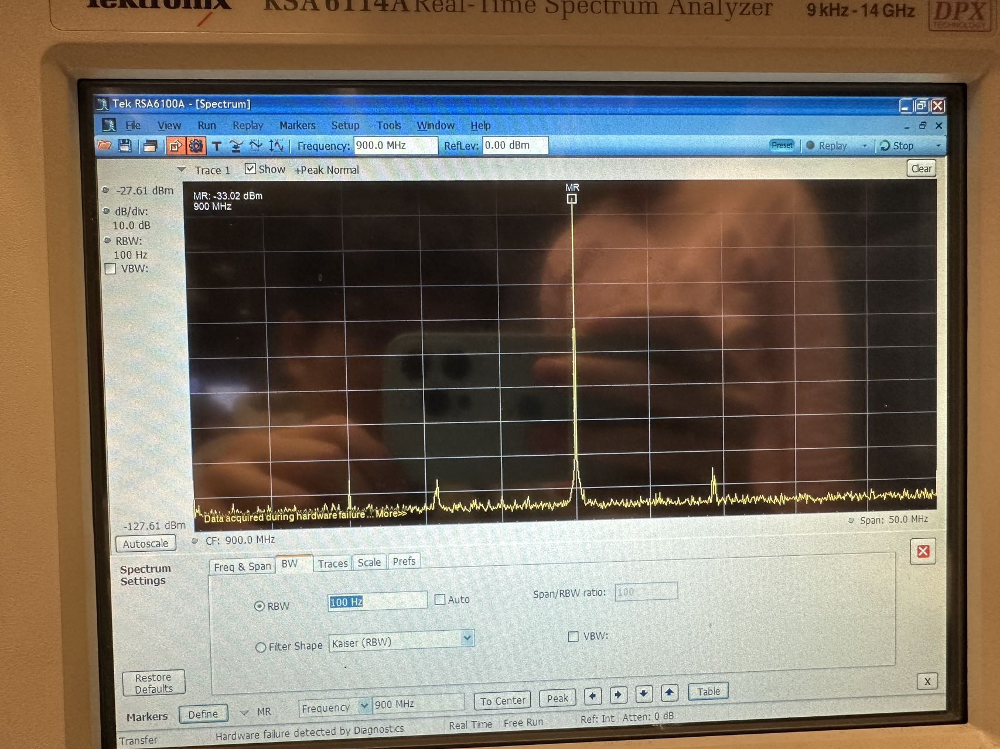 Tektronix RSA6114A Real-Time Spectrum Analyzer 9 kHz - 14 GHz DPX
TECHNOLOGY
Tek RSA6100A - [Spectrum]
File View Run Replay Markers Setup Tools Window Help
T Frequency: 900.0 MHz RefLev: 0.00 dBm Preset Replay Stop
Trace 1 Show +Peak Normal Clear
-27.61 dBm
dB/div:
10.0 dB
RBW:
100 Hz
VBW:
MR: -33.02 dBm
900 MHz
MR
Data acquired during hardware failure ... More>>
-127.61 dBm
Autoscale
CF: 900.0 MHz
Span: 50.0 MHz
Spectrum
Settings
Freq & Span BW Traces Scale Prefs
RBW 100 Hz Auto Span/RBW ratio: 100
Filter Shape Kaiser (RBW) VBW:
Restore
Defaults
X
Markers Define MR Frequency 900 MHz To Center Peak Table
Transfer Hardware failure detected by Diagnostics Real Time Free Run Ref: Int Atten: 0 dB